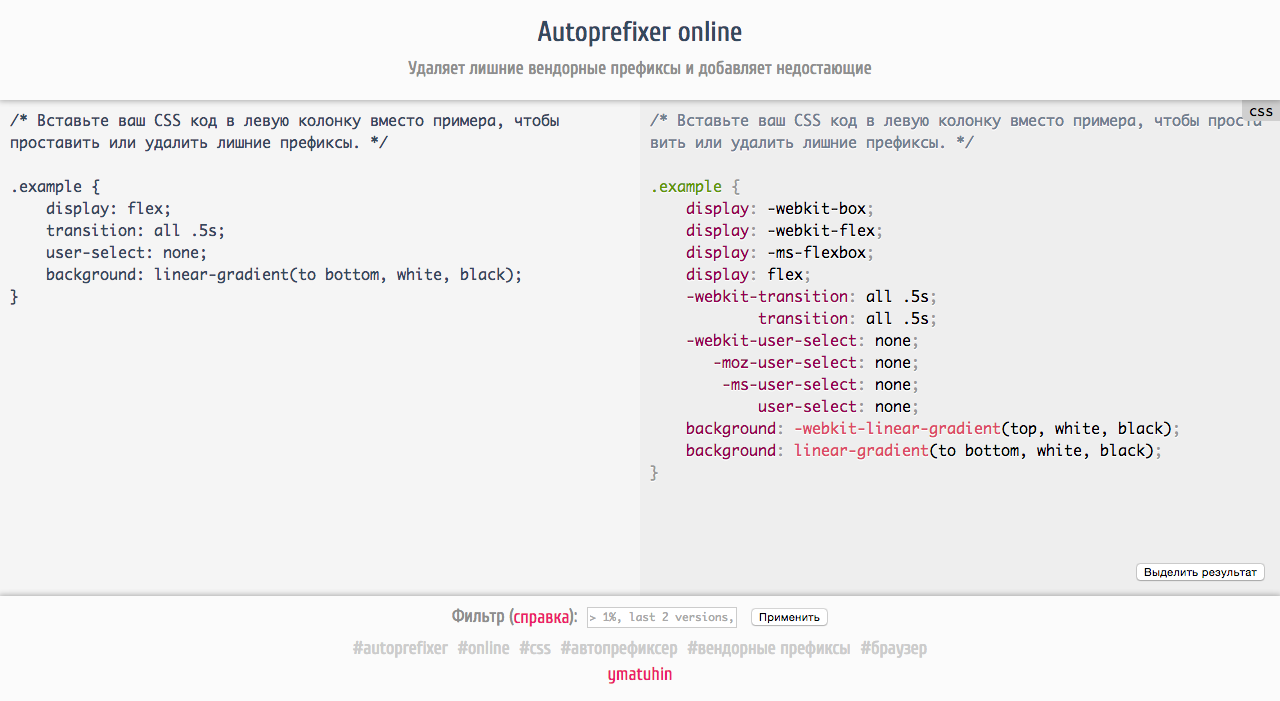 Autoprefixer online
Удаляет лишние вендорные префиксы и добавляет недостающие
/* Вставьте ваш CSS код в левую колонку вместо примера, чтобы
проставить или удалить лишние префиксы. */
.example {
    display: flex;
    transition: all .5s;
    user-select: none;
    background: linear-gradient(to bottom, white, black);
}
css
/* Вставьте ваш CSS код в левую колонку вместо примера, чтобы проста
вить или удалить лишние префиксы. */
.example {
    display: -webkit-box;
    display: -webkit-flex;
    display: -ms-flexbox;
    display: flex;
    -webkit-transition: all .5s;
            transition: all .5s;
    -webkit-user-select: none;
       -moz-user-select: none;
        -ms-user-select: none;
            user-select: none;
    background: -webkit-linear-gradient(top, white, black);
    background: linear-gradient(to bottom, white, black);
}
Выделить результат
Фильтр (справка): > 1%, last 2 versions, Применить
#autoprefixer #online #css #автопрефиксер #вендорные префиксы #браузер
ymatuhin